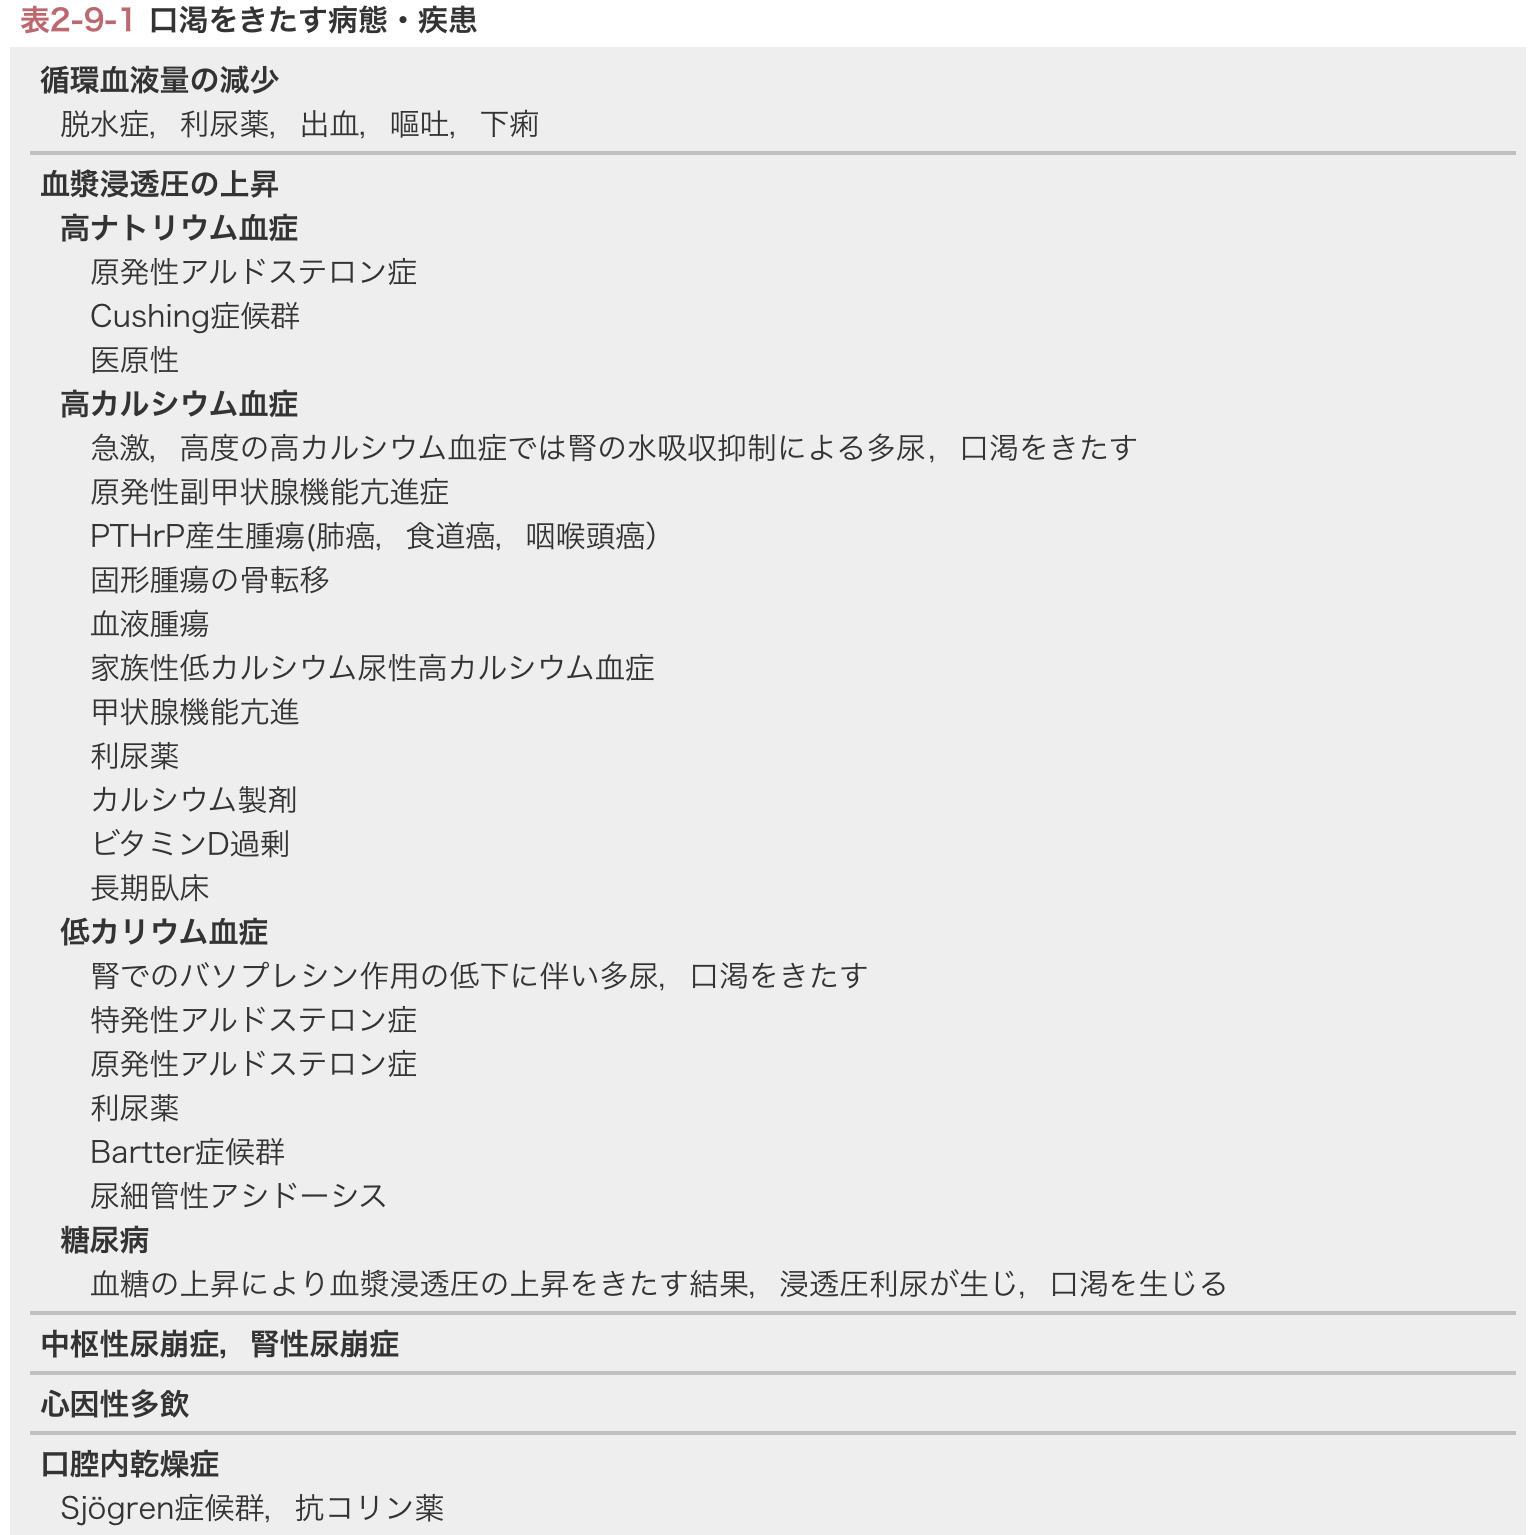 表2-9-1 口渇をきたす病態・疾患
循環血液量の減少
脱水症，利尿薬，出血，嘔吐，下痢
血漿浸透圧の上昇
高ナトリウム血症
原発性アルドステロン症
Cushing症候群
医原性
高カルシウム血症
急激，高度の高カルシウム血症では腎の水吸収抑制による多尿，口渇をきたす
原発性副甲状腺機能亢進症
PTHrP産生腫瘍(肺癌，食道癌，咽喉頭癌）
固形腫瘍の骨転移
血液腫瘍
家族性低カルシウム尿性高カルシウム血症
甲状腺機能亢進
利尿薬
カルシウム製剤
ビタミンD過剰
長期臥床
低カリウム血症
腎でのバソプレシン作用の低下に伴い多尿，口渇をきたす
特発性アルドステロン症
原発性アルドステロン症
利尿薬
Bartter症候群
尿細管性アシドーシス
糖尿病
血糖の上昇により血漿浸透圧の上昇をきたす結果，浸透圧利尿が生じ，口渇を生じる
中枢性尿崩症，腎性尿崩症
心因性多飲
口腔内乾燥症
Sjögren症候群，抗コリン薬